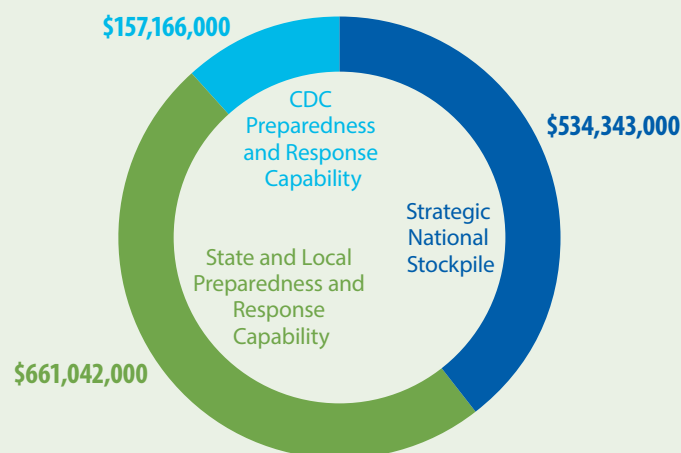 $157,166,000
CDC
Preparedness
and Response
Capability
$534,343,000
Strategic
National
Stockpile
State and Local
Preparedness and
Response
Capability
$661,042,000